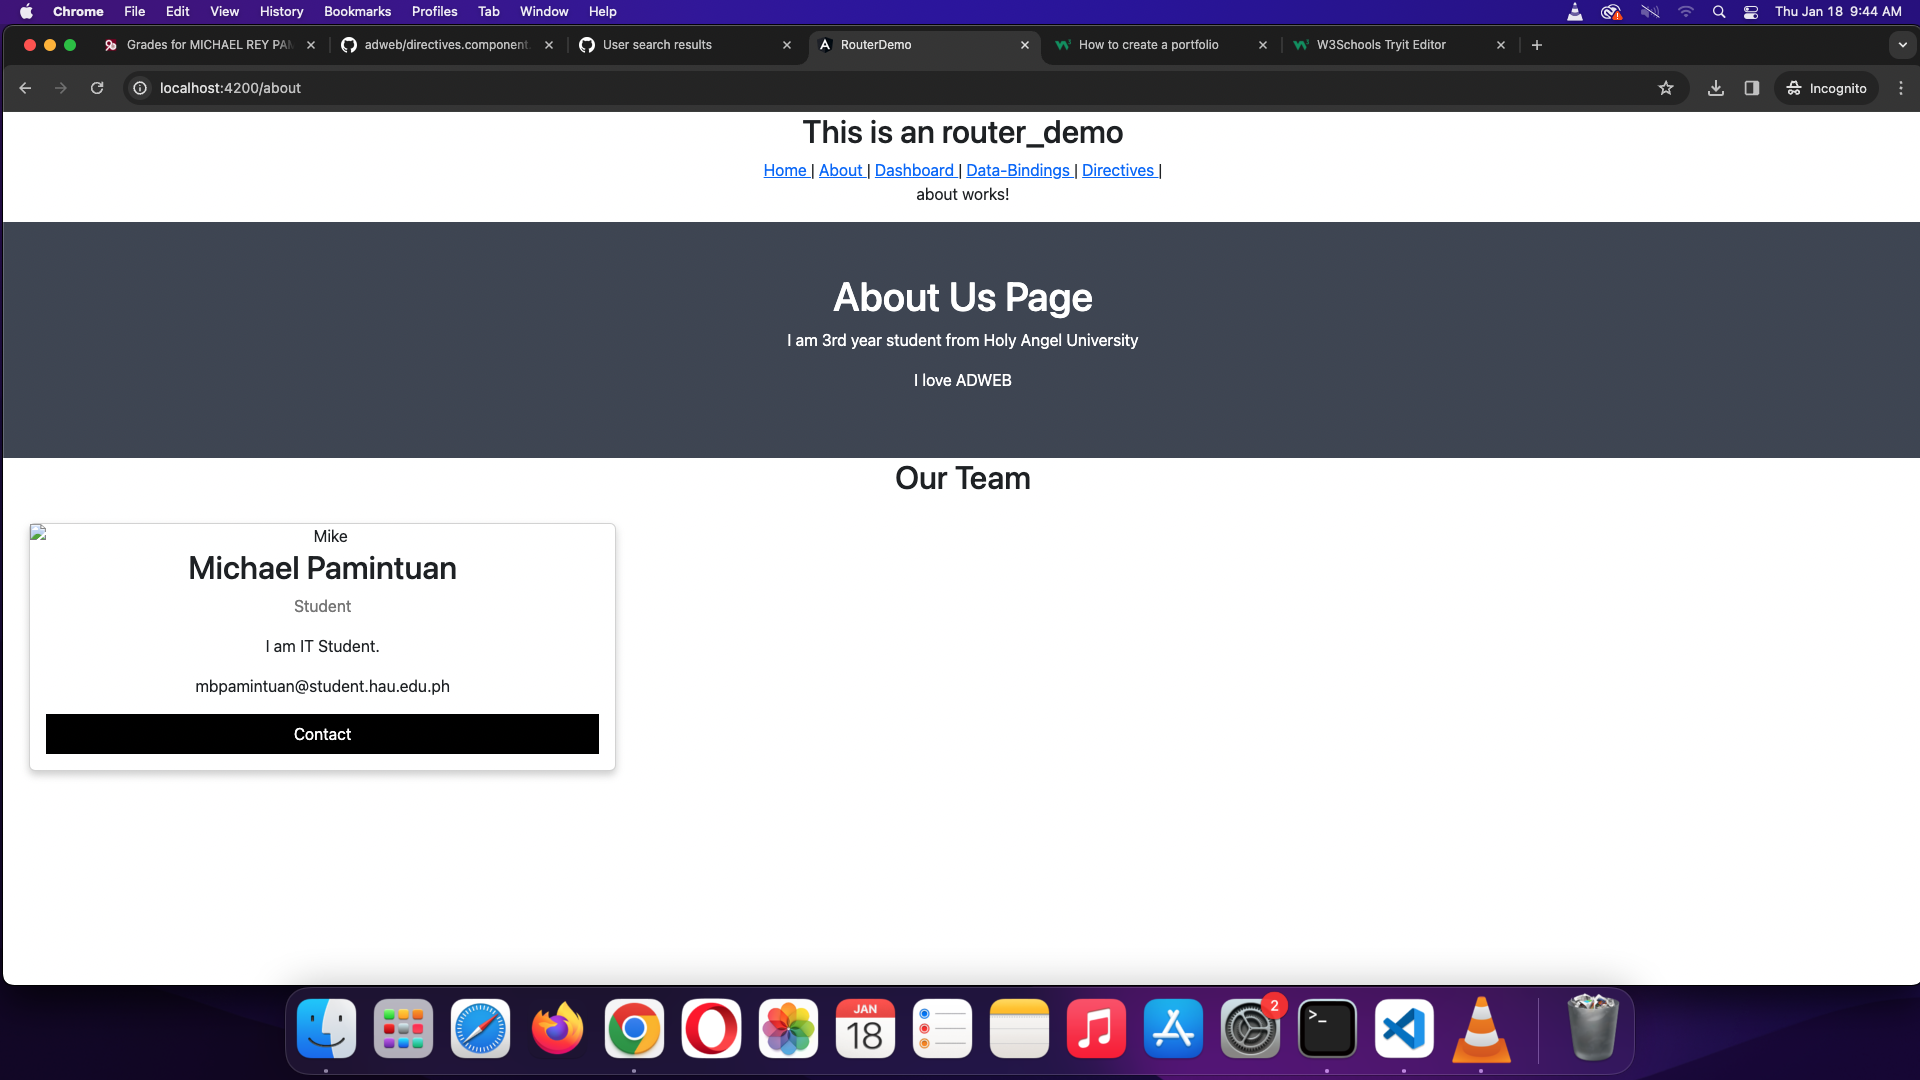 Chrome File Edit View History Bookmarks Profiles Tab Window Help Thu Jan 18 9:44 AM
Grades for MICHAEL REY PAM
adweb/directives.component.
User search results
RouterDemo
How to create a portfolio
W3Schools Tryit Editor
localhost:4200/about
Incognito
This is an router_demo
Home | About | Dashboard | Data-Bindings | Directives |
about works!
About Us Page
I am 3rd year student from Holy Angel University
I love ADWEB
Our Team
Mike
Michael Pamintuan
Student
I am IT Student.
mbpamintuan@student.hau.edu.ph
Contact
JAN
18
2
>_